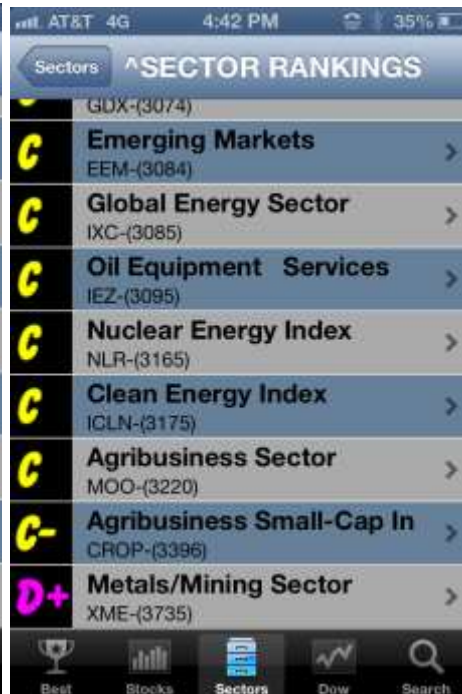 AT&T 4G 4:42 PM 35%
Sectors ^SECTOR RANKINGS
GDX-(3074)
C Emerging Markets
EEM-(3084)
C Global Energy Sector
IXC-(3085)
C Oil Equipment Services
IEZ-(3095)
C Nuclear Energy Index
NLR-(3165)
C Clean Energy Index
ICLN-(3175)
C Agribusiness Sector
MOO-(3220)
C- Agribusiness Small-Cap In
CROP-(3396)
D+ Metals/Mining Sector
XME-(3735)
Best Stocks Sectors Dow Search